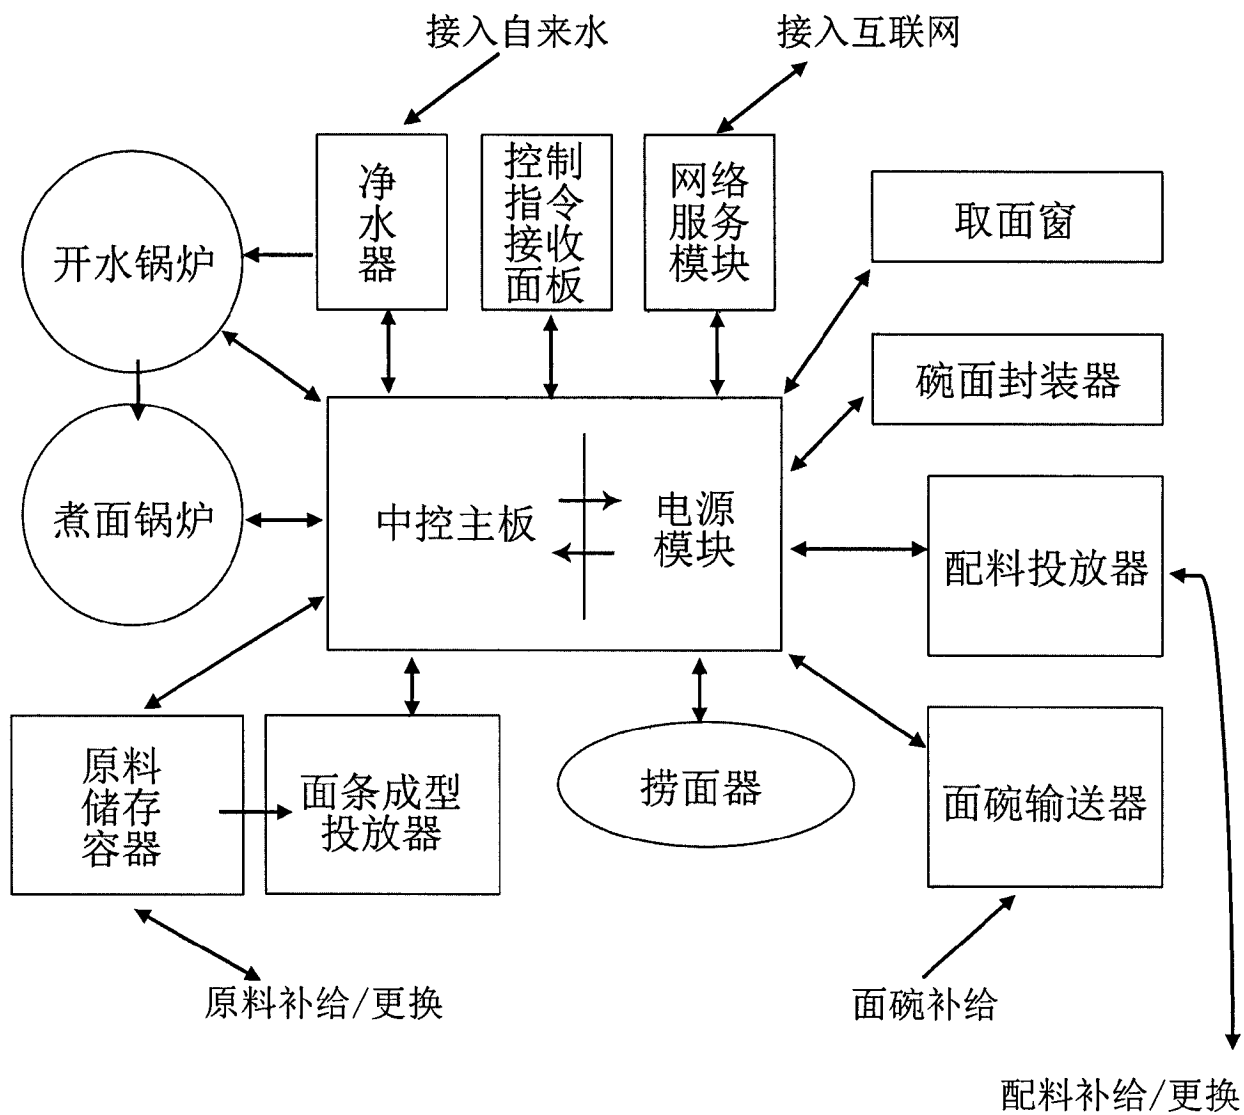 接入自来水
接入互联网
净
水
器
控制
指令
接收
面板
网络
服务
模块
取面窗
开水锅炉
碗面封装器
煮面锅炉
中控主板
电源
模块
配料投放器
原料
储存
容器
面条成型
投放器
捞面器
面碗输送器
原料补给/更换
面碗补给
配料补给/更换